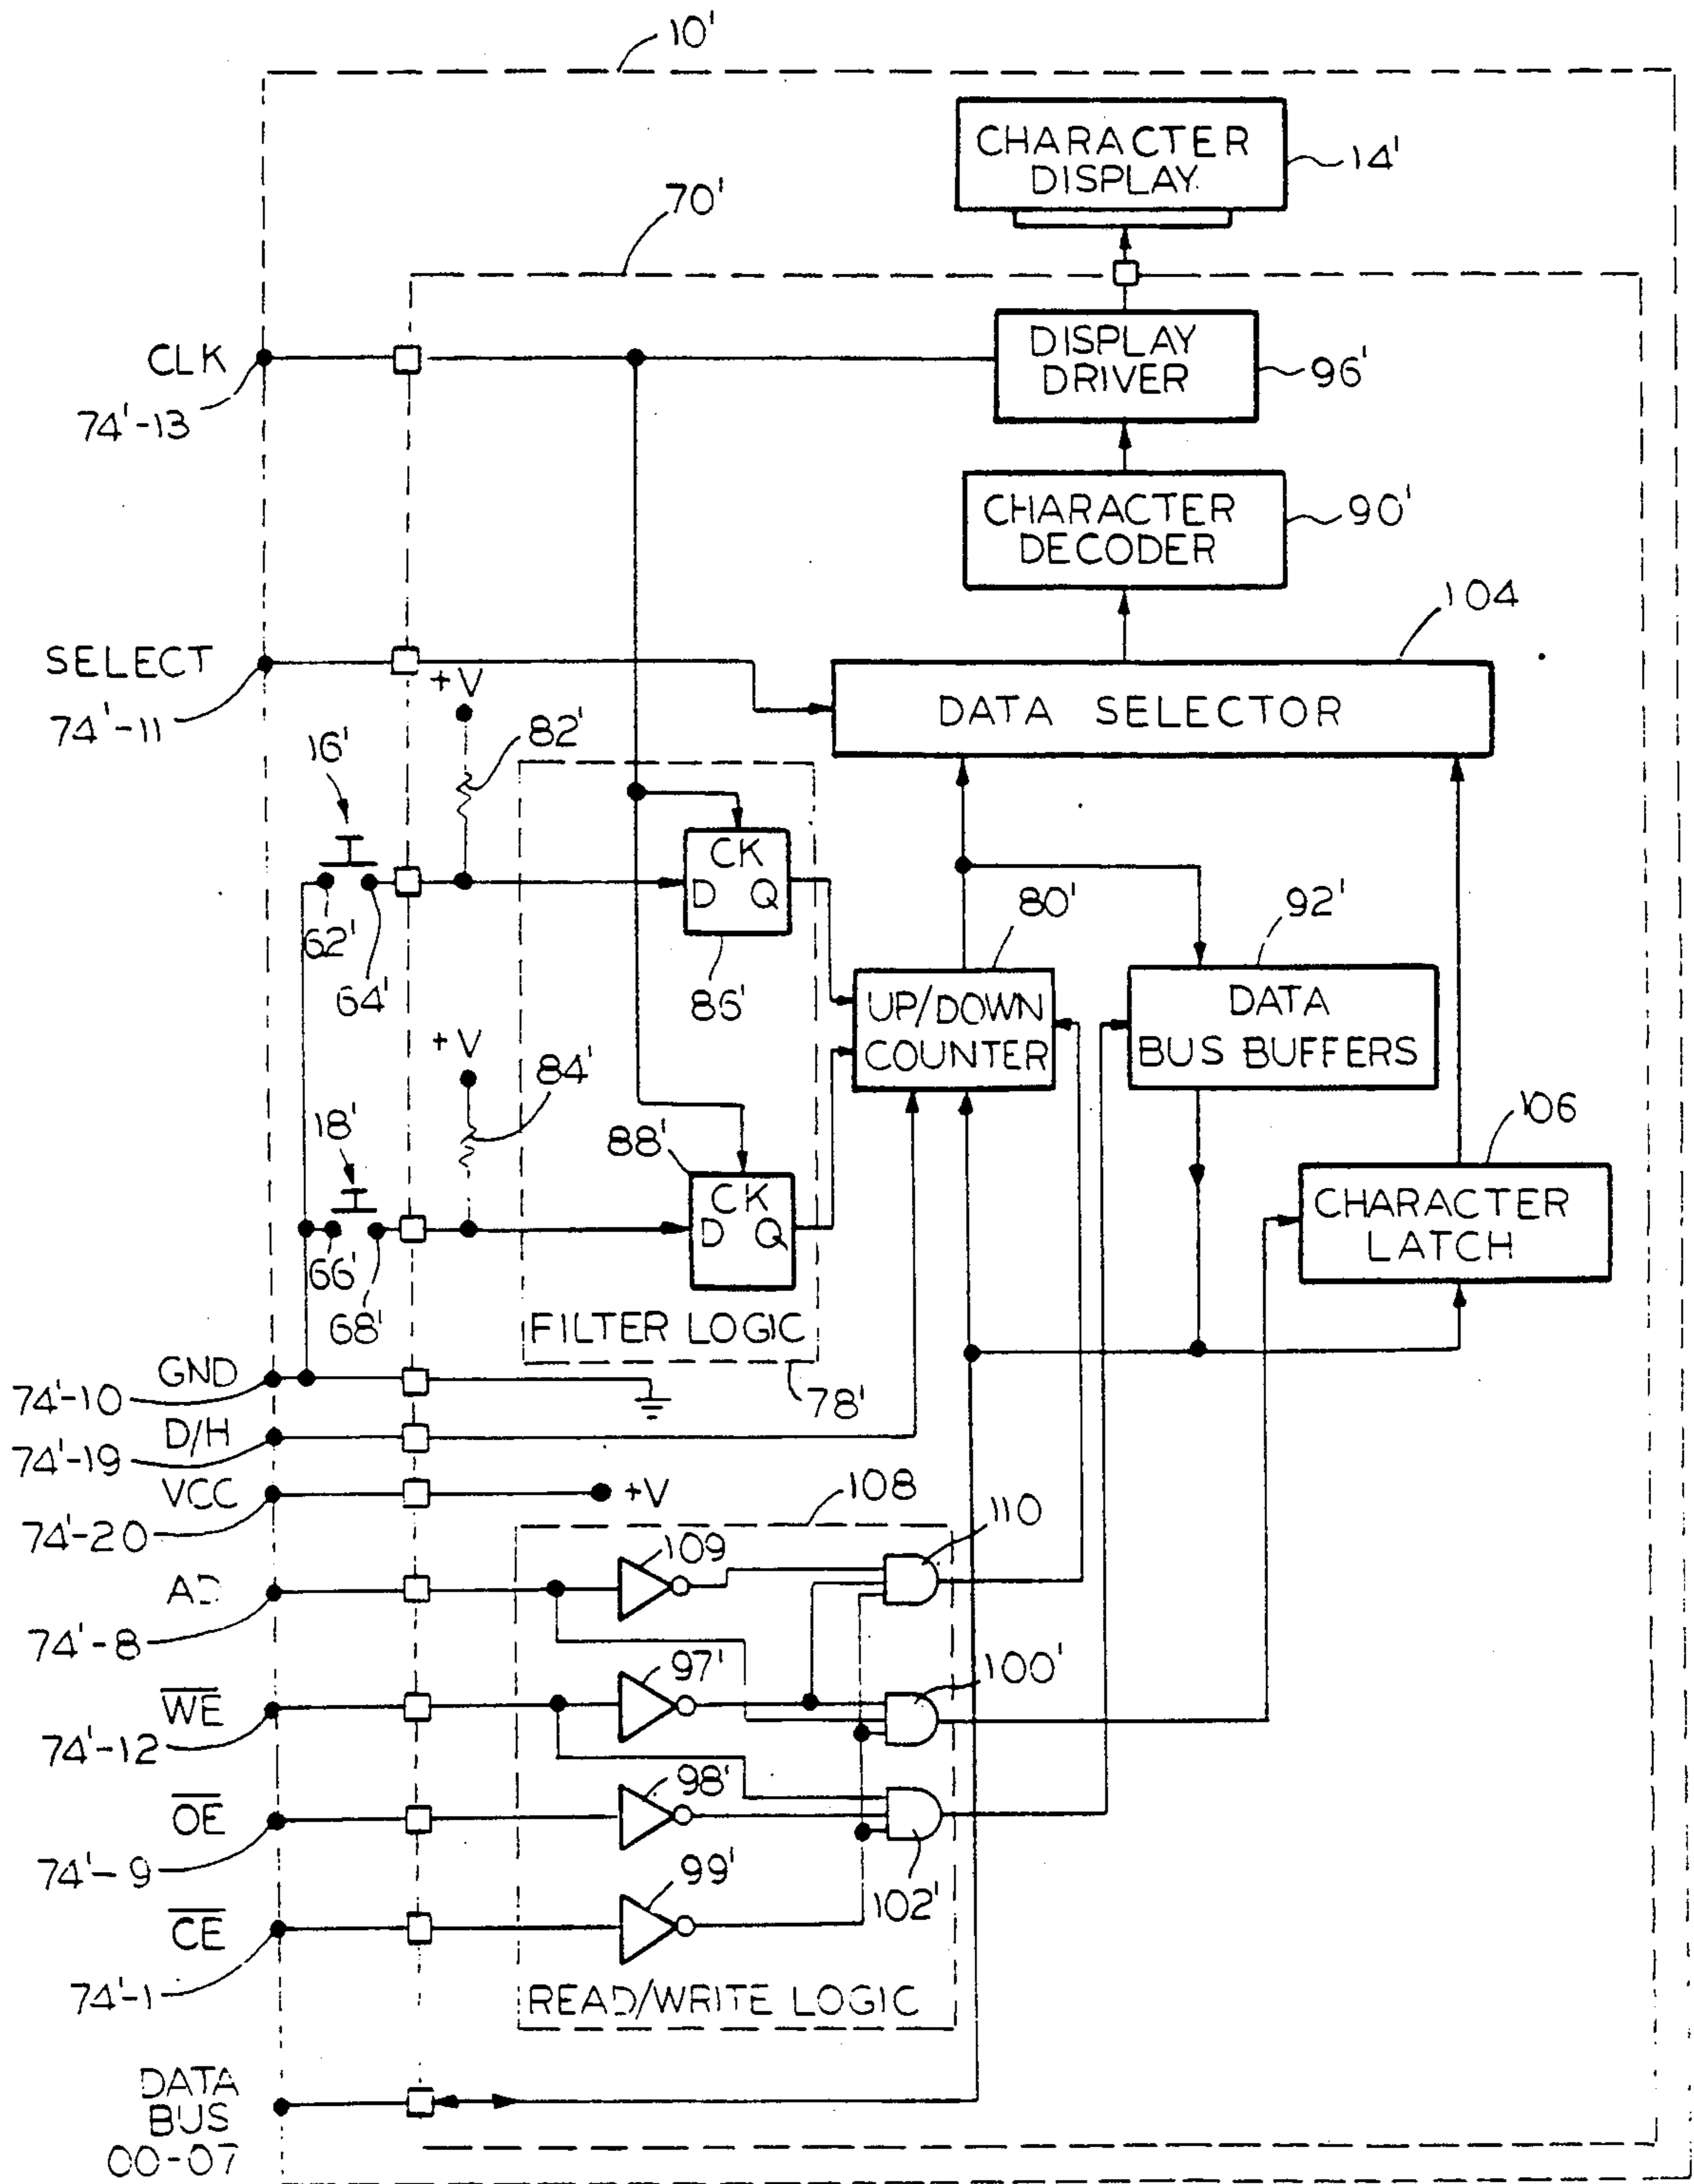 10'
CHARACTER
DISPLAY
14'
70'
CLK
74'-13
DISPLAY
DRIVER
96'
CHARACTER
DECODER
90'
104
SELECT
74'-11
+V
DATA SELECTOR
16'
82'
CK
D Q
62'
64'
86'
80'
92'
+V
UP/DOWN
COUNTER
DATA
BUS BUFFERS
84'
18'
88'
106
CK
D Q
CHARACTER
LATCH
66'
68'
FILTER LOGIC
GND
74'-10
78'
D/H
74'-19
VCC
+V
108
110
74'-20
109
74'-8
97'
100'
WE
74'-12
98'
OE
74'-9
99'
102'
CE
74'-1
READ/WRITE LOGIC
DATA
BUS
00-07